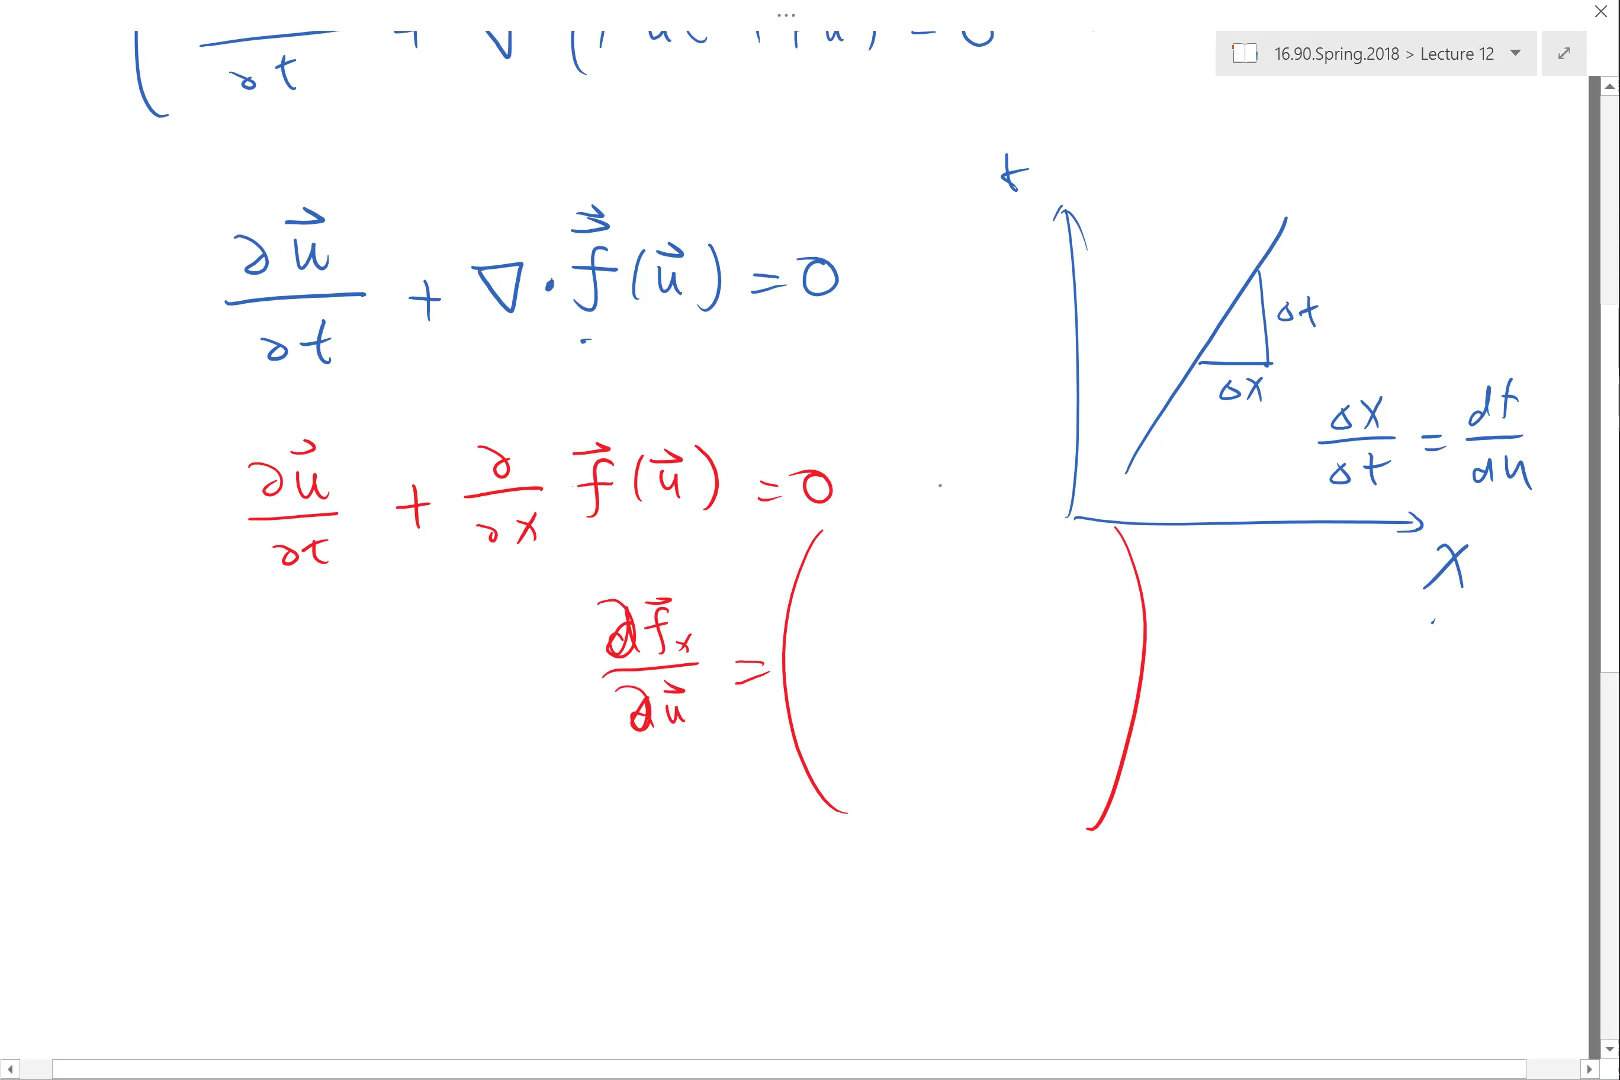 16.90.Spring.2018 > Lecture 12
∂t
∂u⃗/∂t + ∇·f⃗⃗(u⃗) = 0
∂u⃗/∂t + ∂/∂x f⃗(u⃗) = 0
∂f⃗ₓ/∂u⃗ = ( )
t
Δt
Δx
Δx/Δt = df/du
x